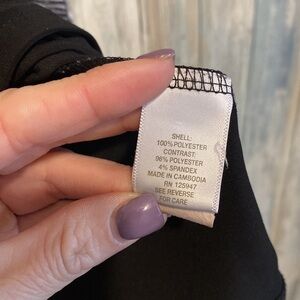 SHELL:
100% POLYESTER
CONTRAST:
96% POLYESTER
4% SPANDEX
MADE IN CAMBODIA
RN 125947
SEE REVERSE
FOR CARE